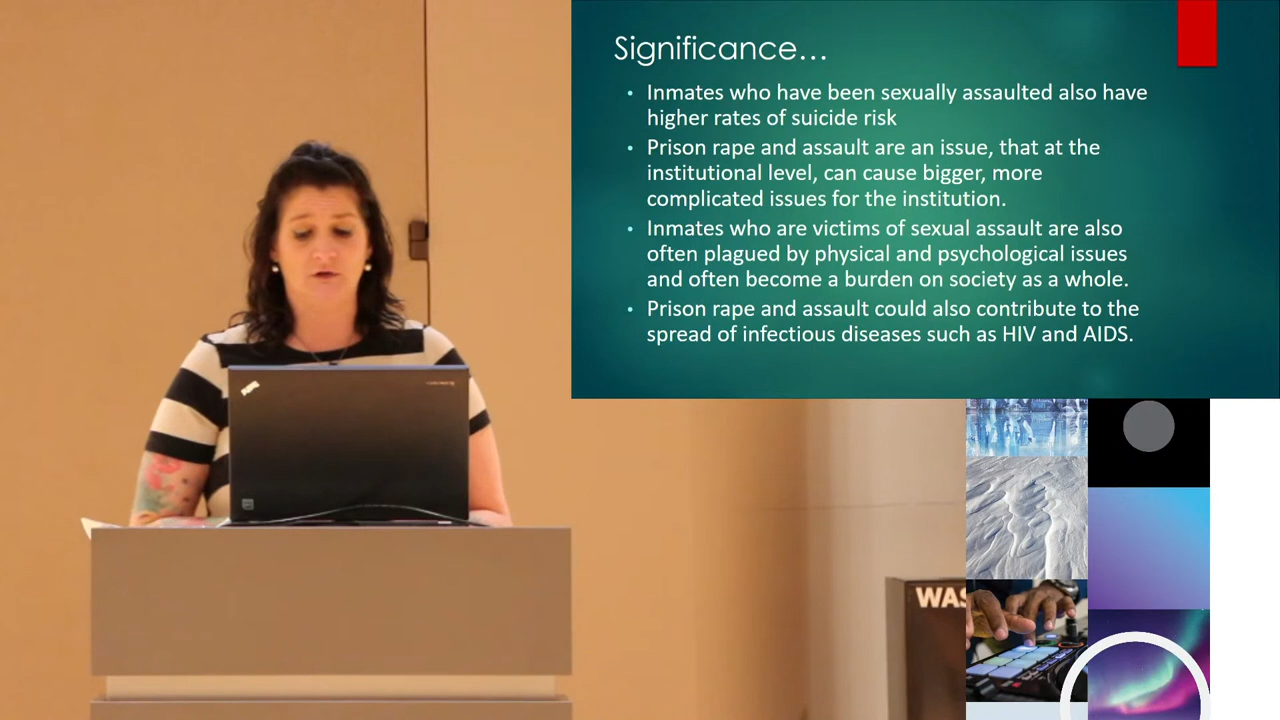 Significance...
• Inmates who have been sexually assaulted also have
higher rates of suicide risk
• Prison rape and assault are an issue, that at the
institutional level, can cause bigger, more
complicated issues for the institution.
• Inmates who are victims of sexual assault are also
often plagued by physical and psychological issues
and often become a burden on society as a whole.
• Prison rape and assault could also contribute to the
spread of infectious diseases such as HIV and AIDS.